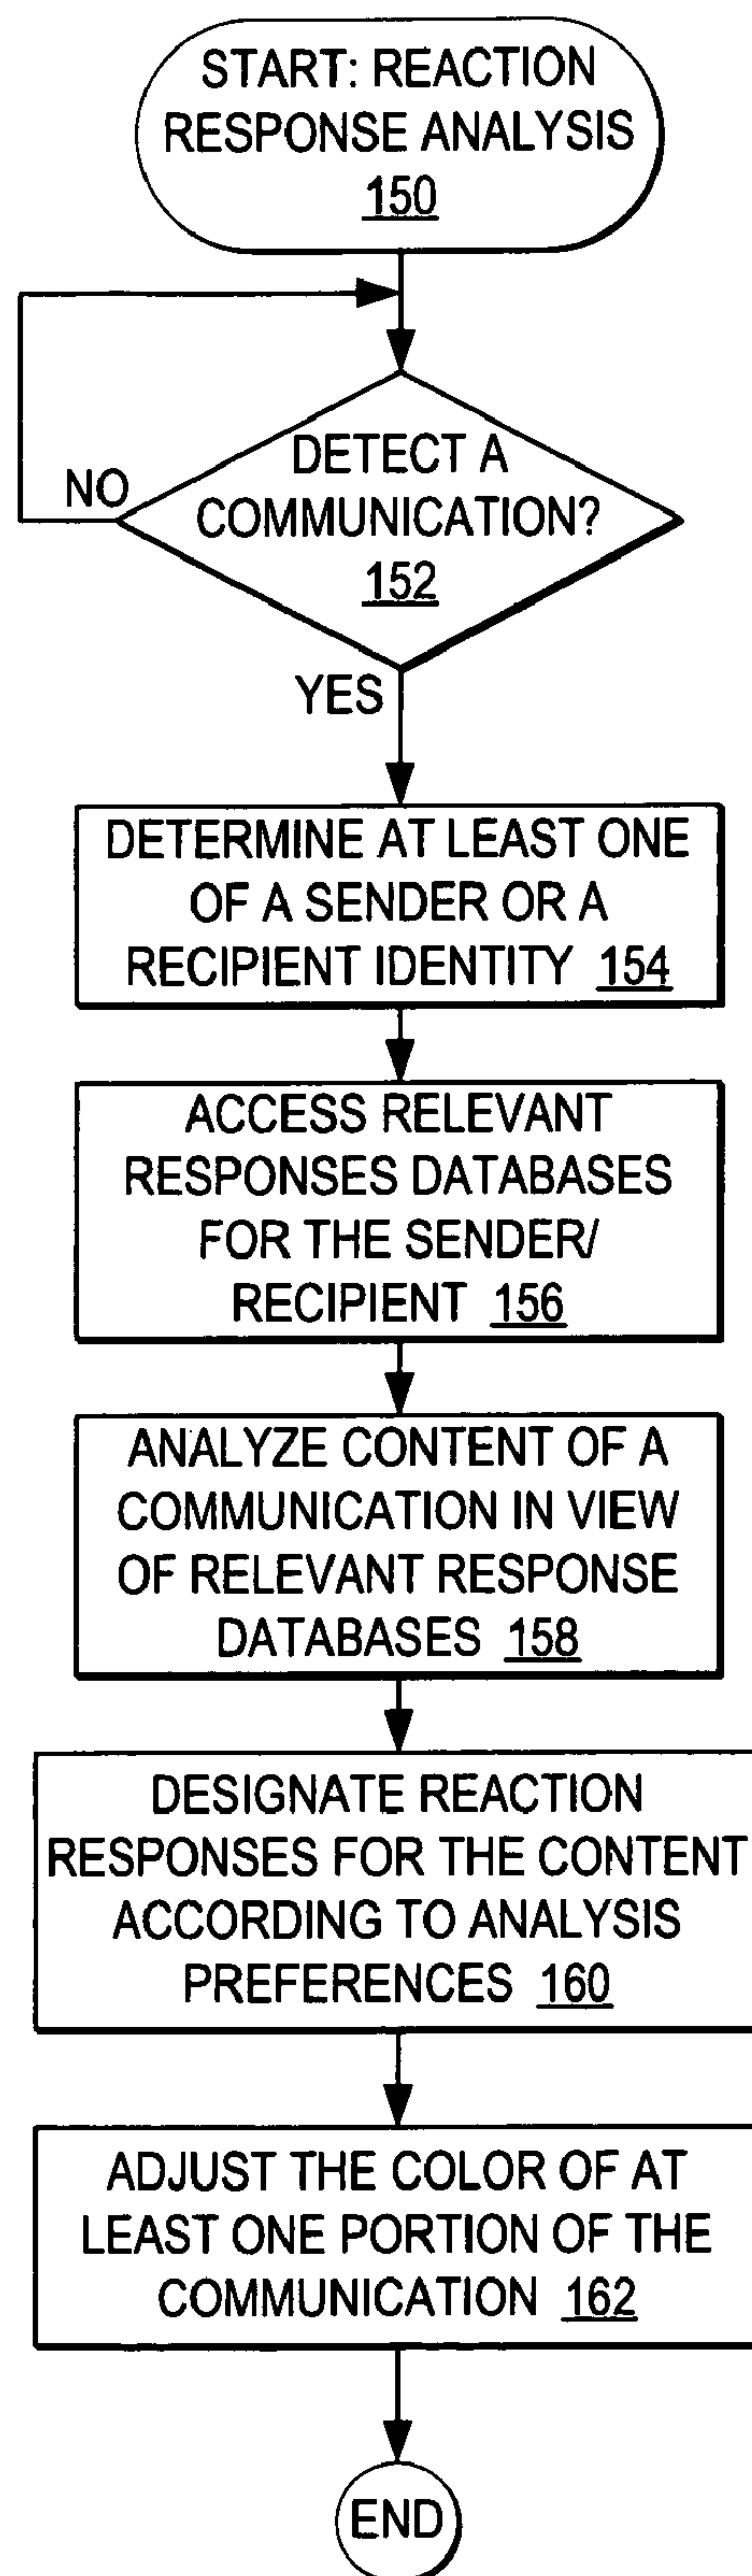 START: REACTION
RESPONSE ANALYSIS
150
DETECT A
COMMUNICATION?
152
NO
YES
DETERMINE AT LEAST ONE
OF A SENDER OR A
RECIPIENT IDENTITY 154
ACCESS RELEVANT
RESPONSES DATABASES
FOR THE SENDER/
RECIPIENT 156
ANALYZE CONTENT OF A
COMMUNICATION IN VIEW
OF RELEVANT RESPONSE
DATABASES 158
DESIGNATE REACTION
RESPONSES FOR THE CONTENT
ACCORDING TO ANALYSIS
PREFERENCES 160
ADJUST THE COLOR OF AT
LEAST ONE PORTION OF THE
COMMUNICATION 162
END